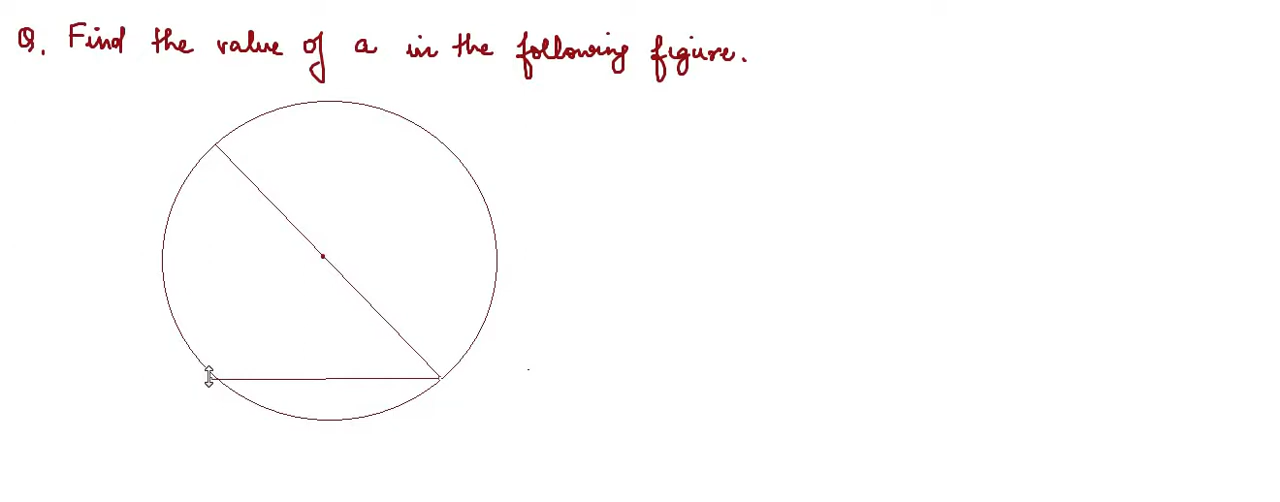 Q. Find the value of a in the following figure.